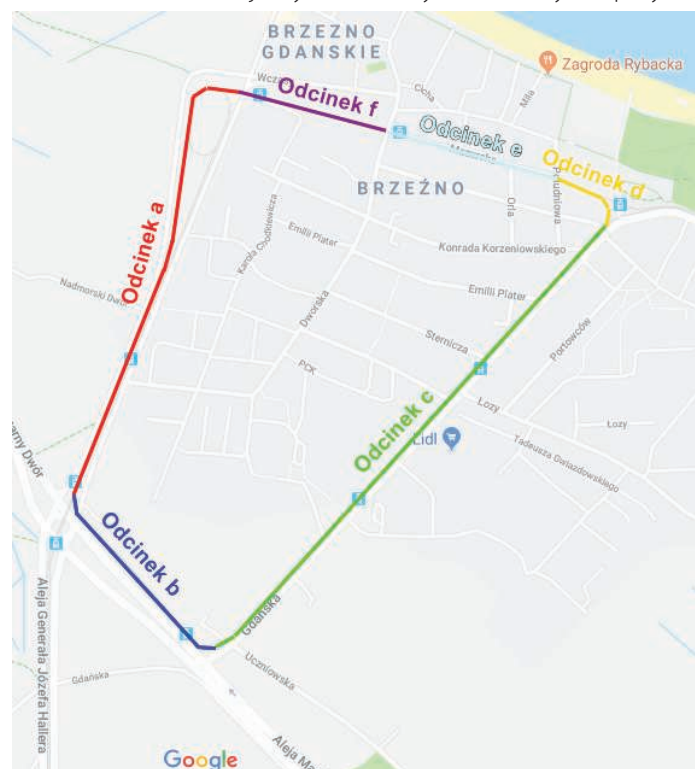 BRZEZNO
GDANSKIE
Zagroda Rybacka
Odcinek f
Cicha
Miła
Odcinek e
Odcinek d
BRZEŹNO
Południowa
Orla
Karola Chodkiewicza
Emilii Plater
Konrada Korzeniowskiego
Odcinek a
Nadmorski Dwór
Dworska
Emilii Plater
Sternicza
Portowców
PCK
Łozy
Łozy
Lidl
Tadeusza Gwiazdowskiego
Odcinek c
Odcinek b
Gdańska
Uczniowska
Gdańska
Aleja Generała Józefa Hallera
Google